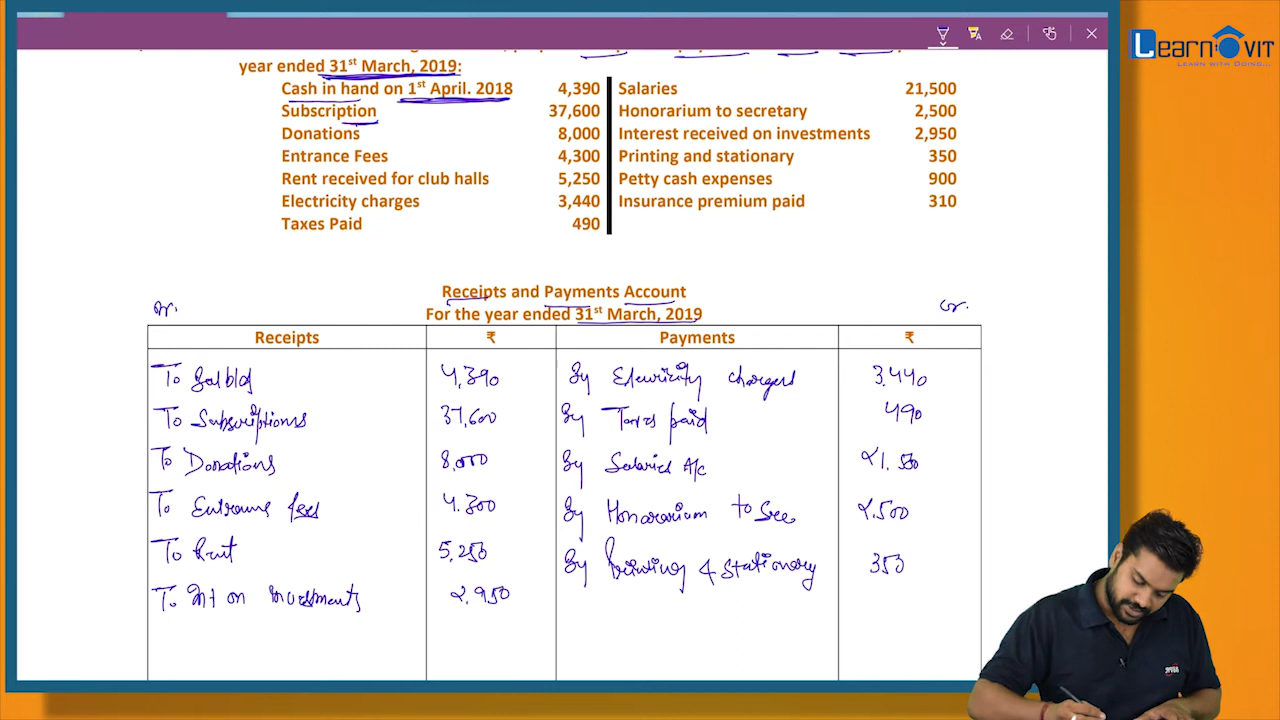 Learn VIT
LEARN WITH DOING...
year ended 31st March, 2019:
Cash in hand on 1st April. 2018 4,390 Salaries 21,500
Subscription 37,600 Honorarium to secretary 2,500
Donations 8,000 Interest received on investments 2,950
Entrance Fees 4,300 Printing and stationary 350
Rent received for club halls 5,250 Petty cash expenses 900
Electricity charges 3,440 Insurance premium paid 310
Taxes Paid 490
Receipts and Payments Account
Dr. For the year ended 31st March, 2019 Cr.
Receipts ₹ Payments ₹
To Bal b/d 4,390 By Electricity charges 3,440
To Subscriptions 37,600 By Taxes paid 490
To Donations 8,000 By Salaries A/c 21,500
To Entrance fees 4,300 By Honorarium to Sec 2,500
To Rent 5,250 By Printing & Stationary 350
To Int on Investments 2,950